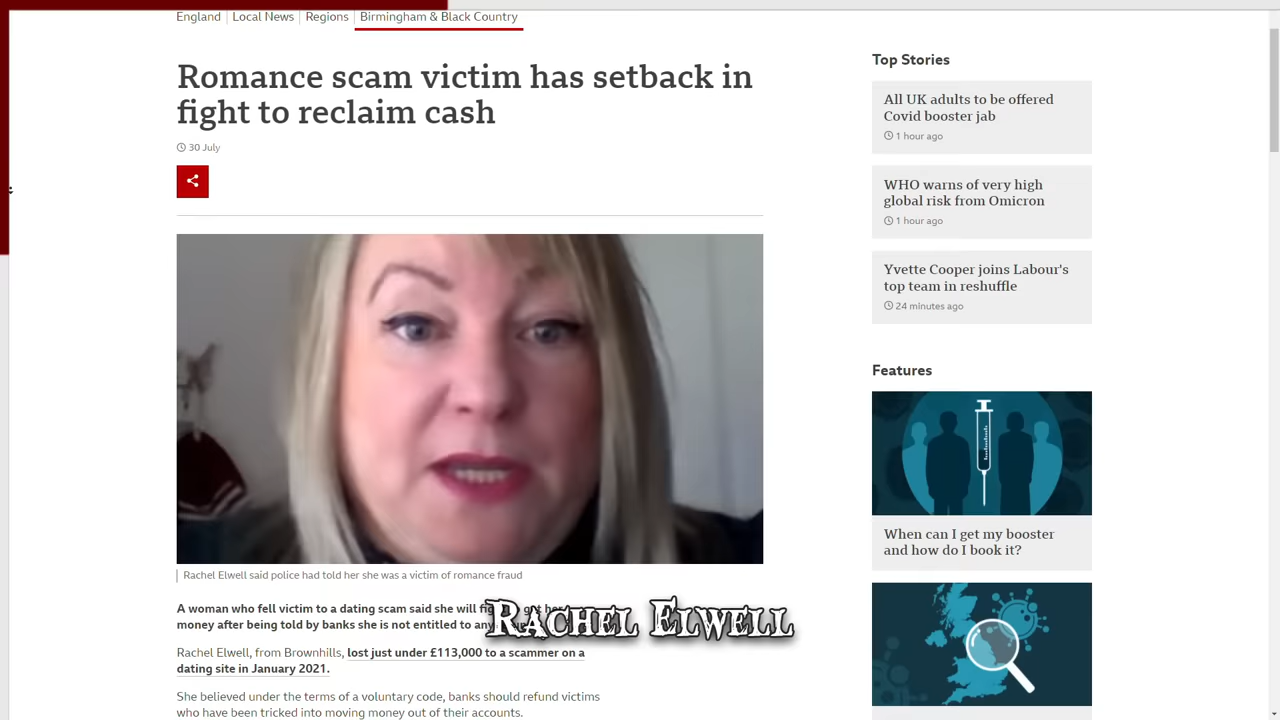 England
Local News
Regions
Birmingham & Black Country
Romance scam victim has setback in
fight to reclaim cash
30 July
Rachel Elwell said police had told her she was a victim of romance fraud
A woman who fell victim to a dating scam said she will
money after being told by banks she is not entitled to
Rachel Elwell
Rachel Elwell, from Brownhills, lost just under £113,000 to a scammer on a
dating site in January 2021.
She believed under the terms of a voluntary code, banks should refund victims
who have been tricked into moving money out of their accounts.
Top Stories
All UK adults to be offered
Covid booster jab
1 hour ago
WHO warns of very high
global risk from Omicron
1 hour ago
Yvette Cooper joins Labour's
top team in reshuffle
24 minutes ago
Features
When can I get my booster
and how do I book it?